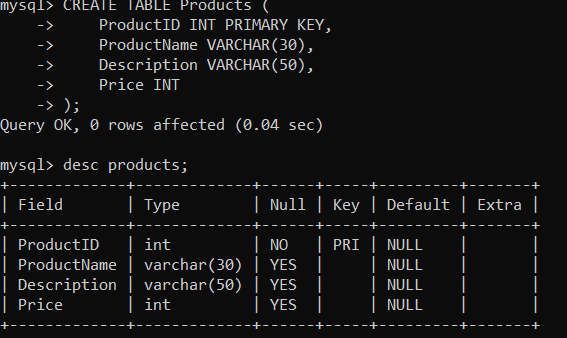 mysql> CREATE TABLE Products (
    ->     ProductID INT PRIMARY KEY,
    ->     ProductName VARCHAR(30),
    ->     Description VARCHAR(50),
    ->     Price INT
    -> );
Query OK, 0 rows affected (0.04 sec)

mysql> desc products;
+-------------+-------------+------+-----+---------+-------+
| Field       | Type        | Null | Key | Default | Extra |
+-------------+-------------+------+-----+---------+-------+
| ProductID   | int         | NO   | PRI | NULL    |       |
| ProductName | varchar(30) | YES  |     | NULL    |       |
| Description | varchar(50) | YES  |     | NULL    |       |
| Price       | int         | YES  |     | NULL    |       |
+-------------+-------------+------+-----+---------+-------+